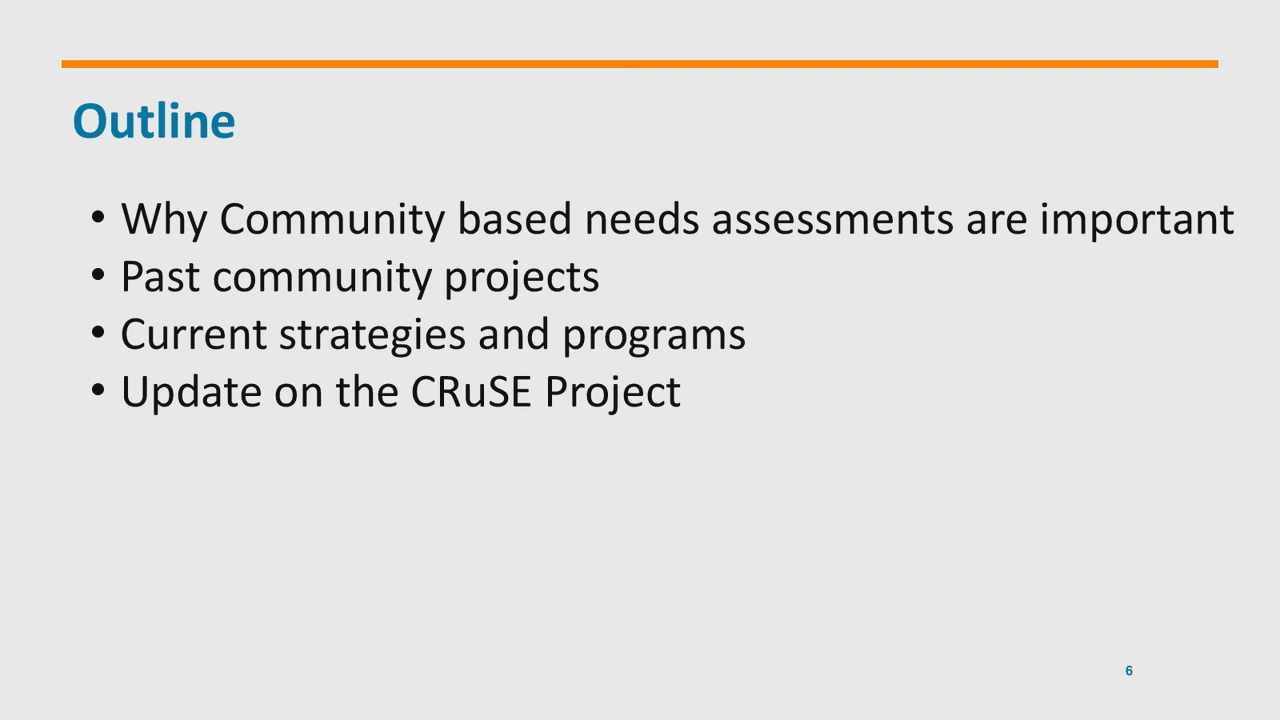 Outline
• Why Community based needs assessments are important
• Past community projects
• Current strategies and programs
• Update on the CRuSE Project
6